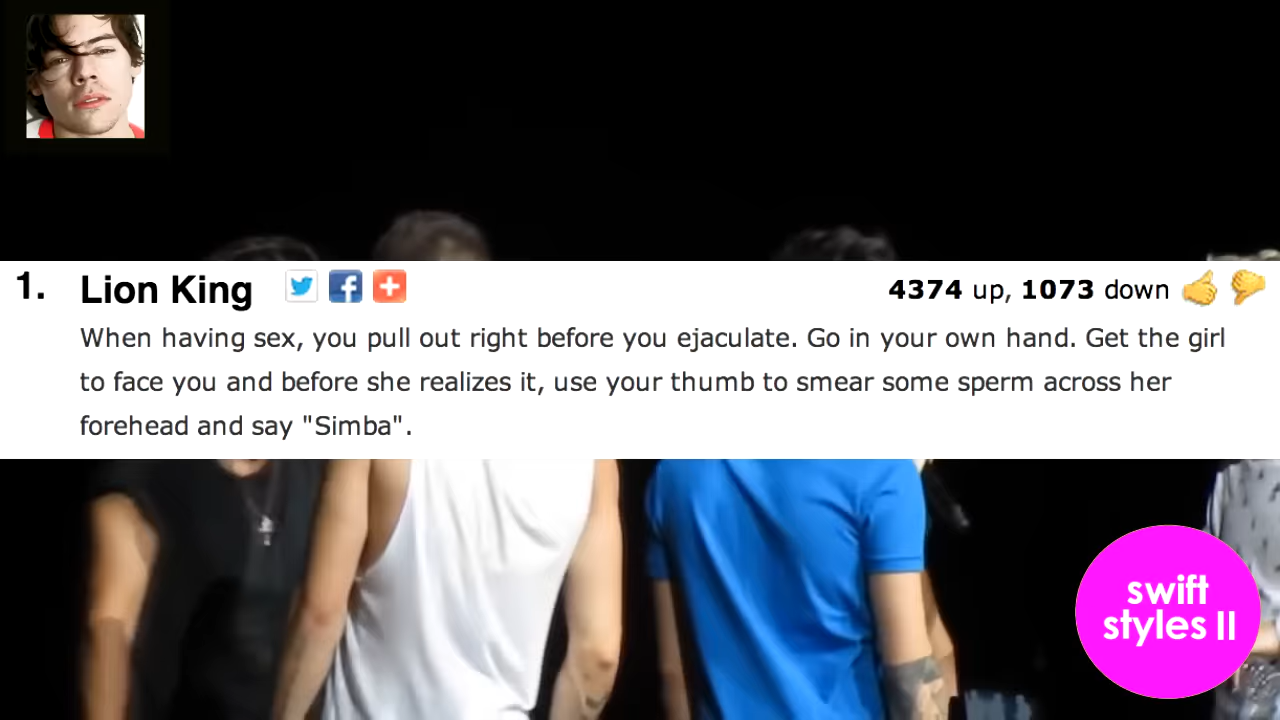 1. Lion King 4374 up, 1073 down
When having sex, you pull out right before you ejaculate. Go in your own hand. Get the girl
to face you and before she realizes it, use your thumb to smear some sperm across her
forehead and say "Simba".
swift
styles II